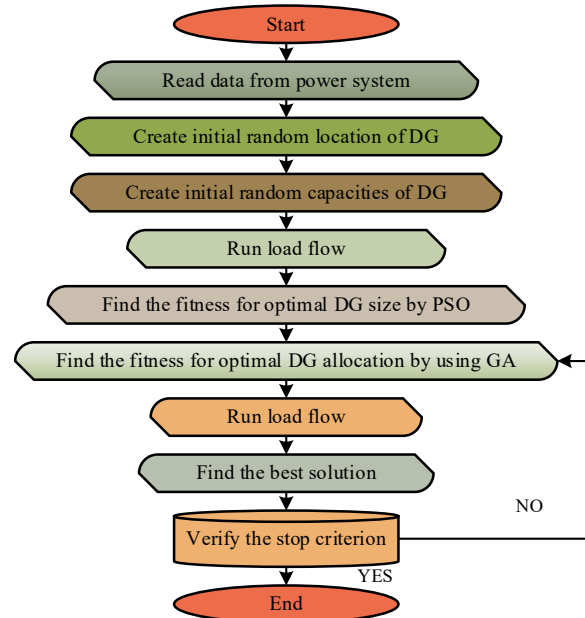 Start
Read data from power system
Create initial random location of DG
Create initial random capacities of DG
Run load flow
Find the fitness for optimal DG size by PSO
Find the fitness for optimal DG allocation by using GA
Run load flow
Find the best solution
NO
Verify the stop criterion
YES
End